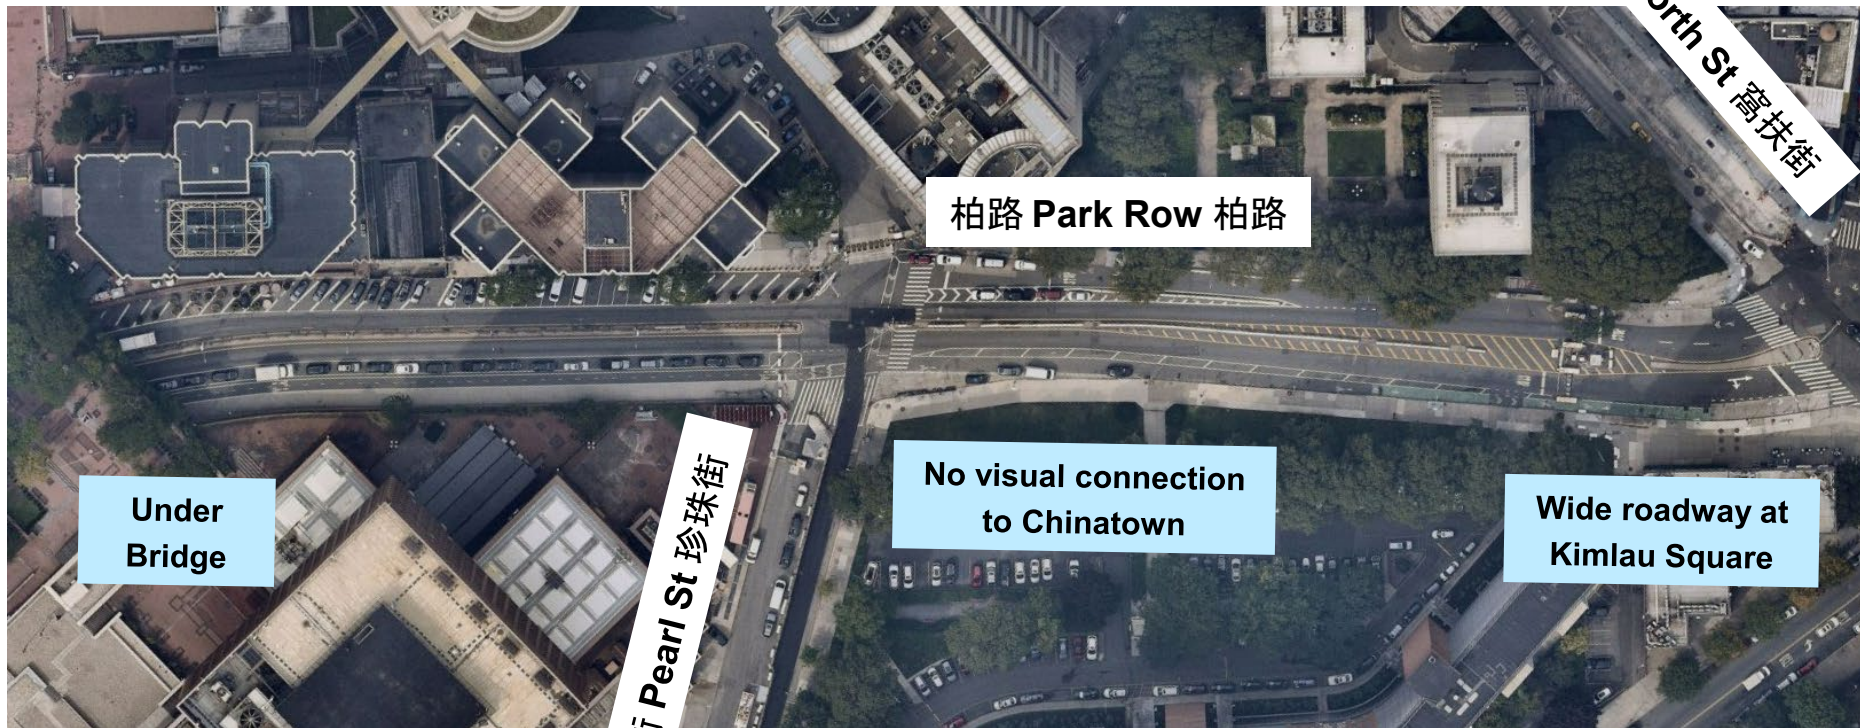 orth St 窩扶街
柏路 Park Row 柏路
Under
Bridge
街 Pearl St 珍珠街
No visual connection
to Chinatown
Wide roadway at
Kimlau Square